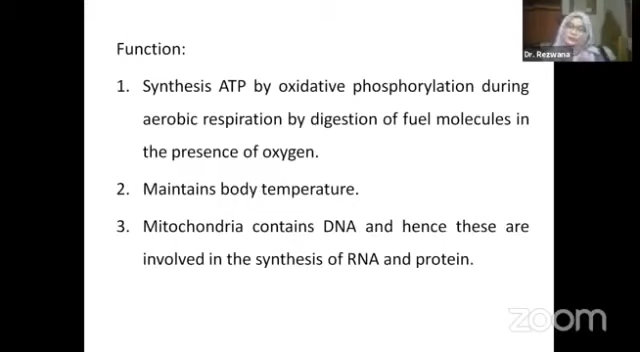 Dr. Rezwana
Function:
1. Synthesis ATP by oxidative phosphorylation during
aerobic respiration by digestion of fuel molecules in
the presence of oxygen.
2. Maintains body temperature.
3. Mitochondria contains DNA and hence these are
involved in the synthesis of RNA and protein.
zoom